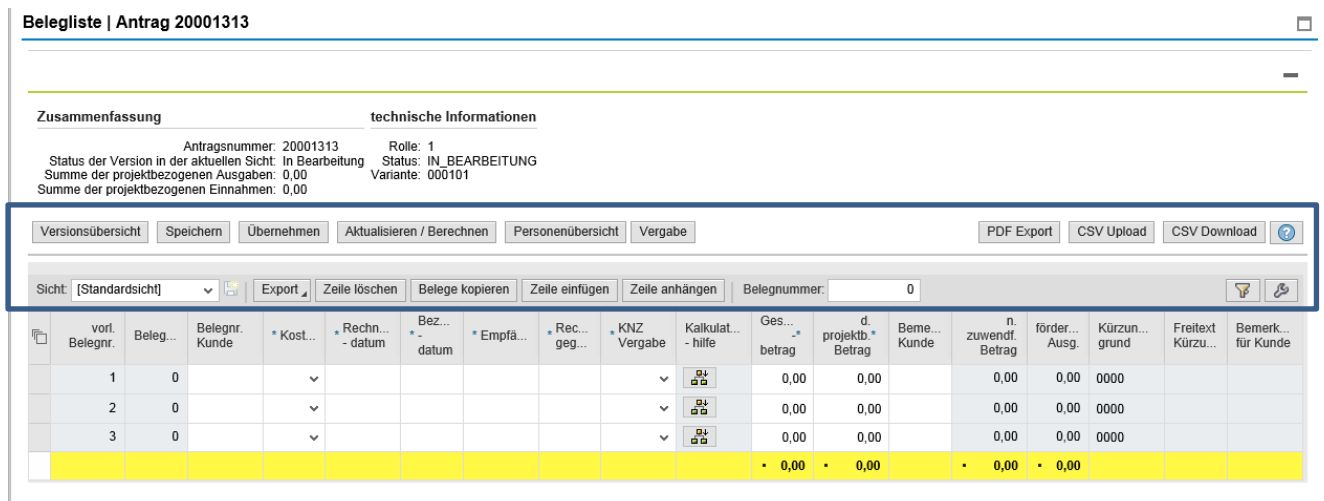 Belegliste | Antrag 20001313
Zusammenfassung technische Informationen
Antragsnummer: 20001313 Rolle: 1
Status der Version in der aktuellen Sicht: In Bearbeitung Status: IN_BEARBEITUNG
Summe der projektbezogenen Ausgaben: 0,00 Variante: 000101
Summe der projektbezogenen Einnahmen: 0,00
Versionsübersicht Speichern Übernehmen Aktualisieren / Berechnen Personenübersicht Vergabe PDF Export CSV Upload CSV Download ?
Sicht: [Standardsicht] Export Zeile löschen Belege kopieren Zeile einfügen Zeile anhängen Belegnummer: 0
vorl. Belegnr. Beleg... Belegnr. Kunde * Kost... * Rechn... - datum Bez... * - datum * Empfä... * Rec... geg... * KNZ Vergabe Kalkulat... - hilfe Ges... -* betrag d. projektb.* Betrag Beme... Kunde n. zuwendf. Betrag förder... Ausg. Kürzun... grund Freitext Kürzu... Bemerk... für Kunde
1 0 0,00 0,00 0,00 0,00 0000
2 0 0,00 0,00 0,00 0,00 0000
3 0 0,00 0,00 0,00 0,00 0000
▪ 0,00 ▪ 0,00 ▪ 0,00 ▪ 0,00